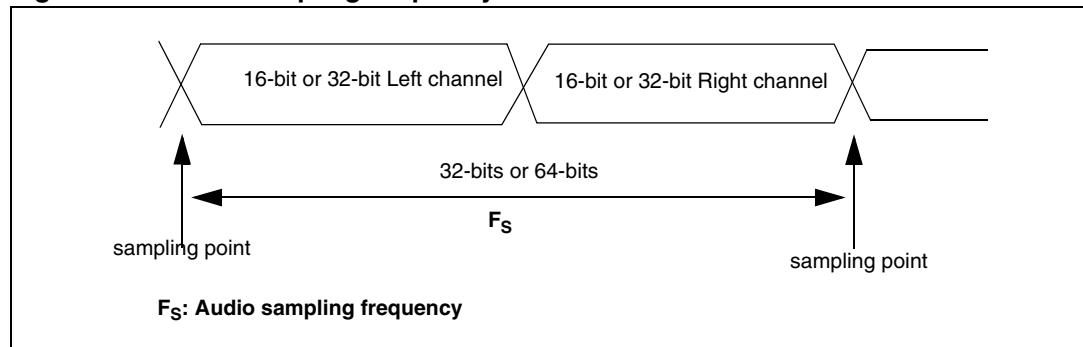 16-bit or 32-bit Left channel
16-bit or 32-bit Right channel
32-bits or 64-bits
FS
sampling point
sampling point
FS: Audio sampling frequency